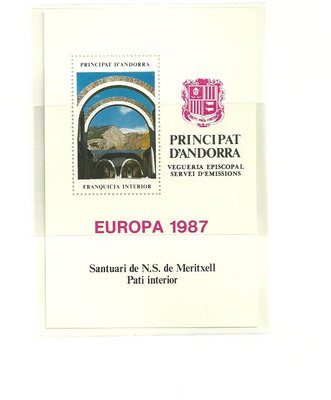 PRINCIPAT D'ANDORRA
FRANQUICIA INTERIOR
PRINCIPAT
D'ANDORRA
VEGUERIA EPISCOPAL
SERVEI D'EMISSIONS
EUROPA 1987
Santuari de N.S. de Meritxell
Pati interior